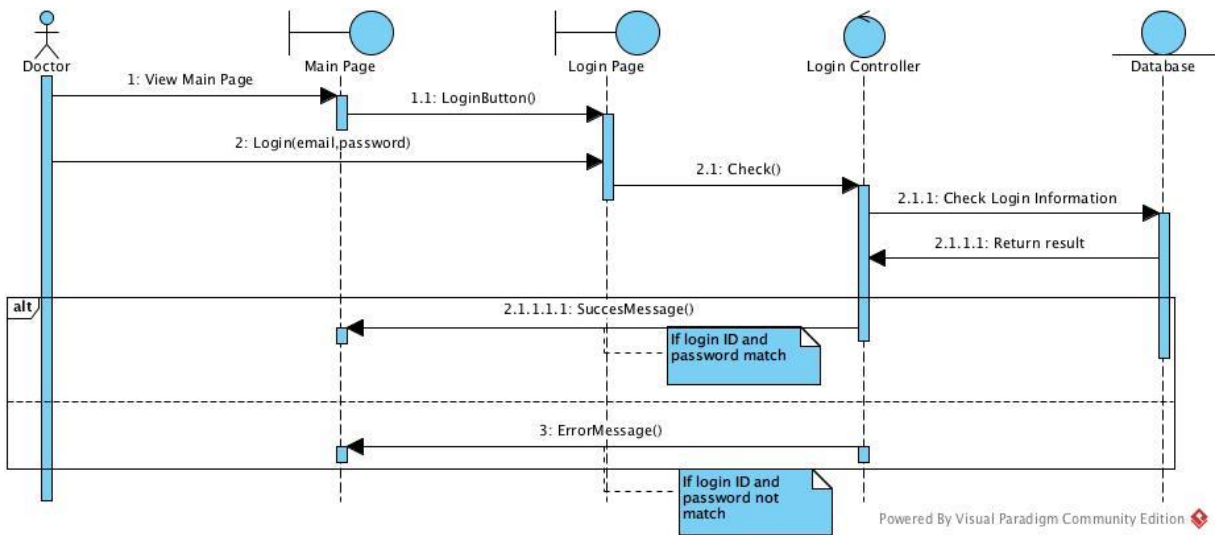 Doctor
Main Page
Login Page
Login Controller
Database
1: View Main Page
1.1: LoginButton()
2: Login(email,password)
2.1: Check()
2.1.1: Check Login Information
2.1.1.1: Return result
alt
2.1.1.1.1: SuccesMessage()
If login ID and
password match
3: ErrorMessage()
If login ID and
password not
match
Powered By Visual Paradigm Community Edition